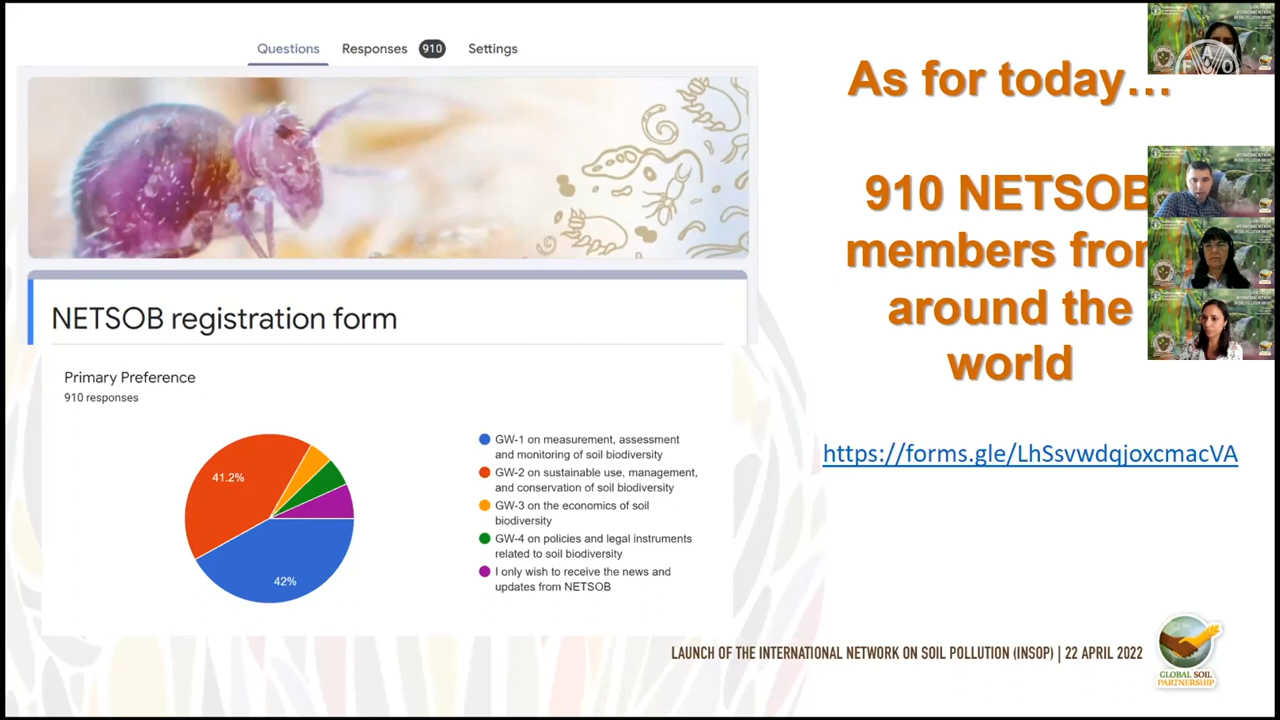 Questions Responses 910 Settings
NETSOB registration form
Primary Preference
910 responses
41.2%
42%
GW-1 on measurement, assessment
and monitoring of soil biodiversity
GW-2 on sustainable use, management,
and conservation of soil biodiversity
GW-3 on the economics of soil
biodiversity
GW-4 on policies and legal instruments
related to soil biodiversity
I only wish to receive the news and
updates from NETSOB
As for today...
910 NETSOB
members from
around the
world
https://forms.gle/LhSsvwdqjoxcmacVA
LAUNCH OF THE INTERNATIONAL NETWORK ON SOIL POLLUTION (INSOP) | 22 APRIL 2022
GLOBAL SOIL
PARTNERSHIP
FAO